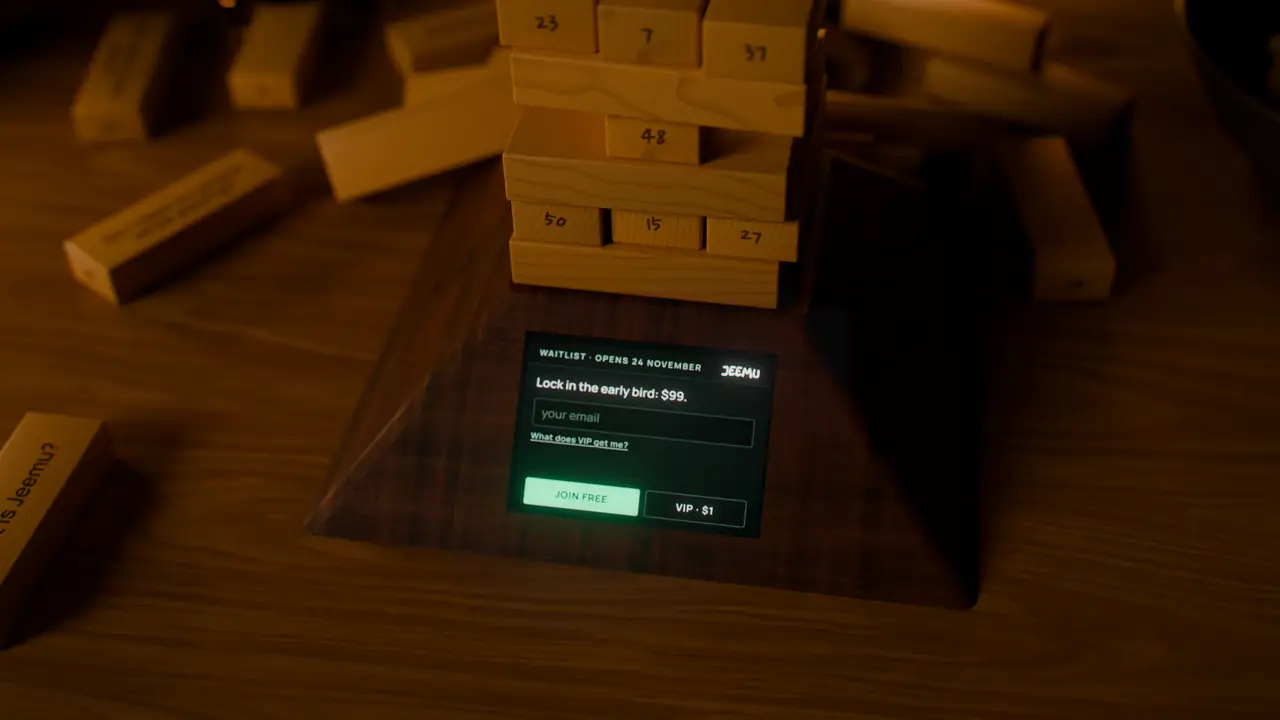 23
7
37
48
50
15
27
WAITLIST · OPENS 24 NOVEMBER
JEEMU
Lock in the early bird: $99.
your email
What does VIP get me?
JOIN FREE
VIP · $1
is Jeemu?